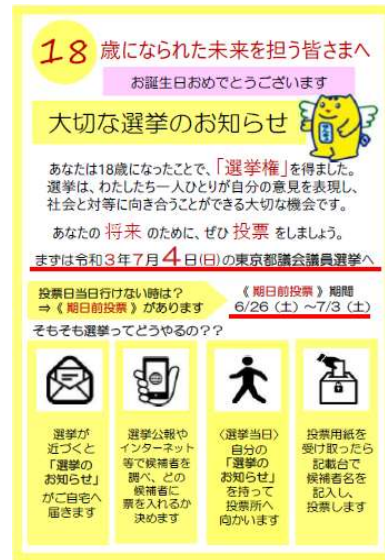 18歳になられた未来を担う皆さまへ
お誕生日おめでとうございます
大切な選挙のお知らせ
あなたは18歳になったことで、「選挙権」を得ました。
選挙は、わたしたち一人ひとりが自分の意見を表現し、
社会と対等に向き合うことができる大切な機会です。
あなたの 将来 のために、ぜひ 投票 をしましょう。
まずは令和3年7月4日(日)の東京都議会議員選挙へ
投票日当日行けない時は?
⇒《 期日前投票 》があります
《 期日前投票 》期間
6/26(土)~7/3(土)
そもそも選挙ってどうやるの??
選挙が
近づくと
「選挙の
お知らせ」
がご自宅へ
届きます
選挙公報や
インターネット
等で候補者を
調べ、どの
候補者に
票を入れるか
決めます
〈選挙当日〉
自分の
「選挙の
お知らせ」
を持って
投票所へ
向かいます
投票用紙を
受け取ったら
記載台で
候補者名を
記入し、
投票します